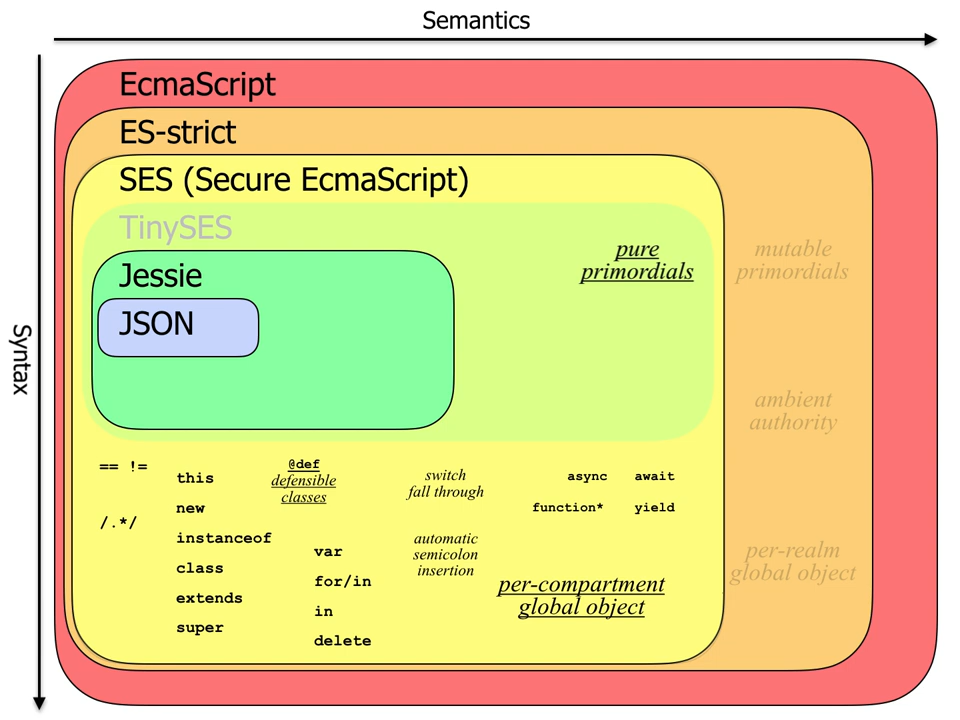 Semantics
Syntax
EcmaScript
ES-strict
SES (Secure EcmaScript)
TinySES
Jessie
JSON
pure
primordials
mutable
primordials
ambient
authority
per-realm
global object
== !=
/.*/
this
new
instanceof
class
extends
super
@def
defensible
classes
var
for/in
in
delete
switch
fall through
automatic
semicolon
insertion
async await
function* yield
per-compartment
global object